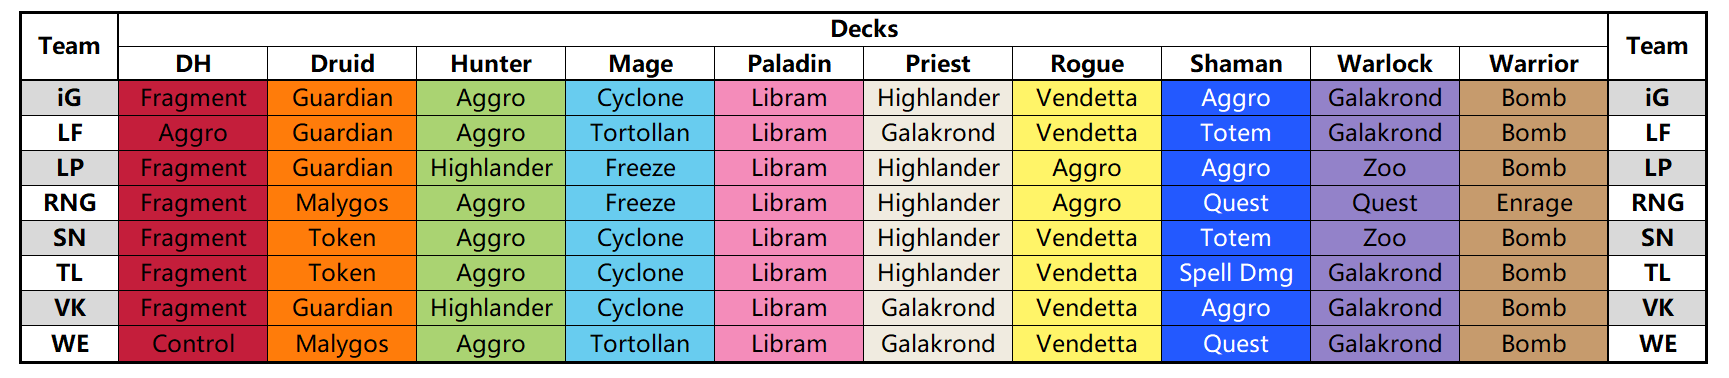 Team Decks Team
DH Druid Hunter Mage Paladin Priest Rogue Shaman Warlock Warrior
iG Fragment Guardian Aggro Cyclone Libram Highlander Vendetta Aggro Galakrond Bomb iG
LF Aggro Guardian Aggro Tortollan Libram Galakrond Vendetta Totem Galakrond Bomb LF
LP Fragment Guardian Highlander Freeze Libram Highlander Aggro Aggro Zoo Bomb LP
RNG Fragment Malygos Aggro Freeze Libram Highlander Aggro Quest Quest Enrage RNG
SN Fragment Token Aggro Cyclone Libram Highlander Vendetta Totem Zoo Bomb SN
TL Fragment Token Aggro Cyclone Libram Highlander Vendetta Spell Dmg Galakrond Bomb TL
VK Fragment Guardian Highlander Cyclone Libram Galakrond Vendetta Aggro Galakrond Bomb VK
WE Control Malygos Aggro Tortollan Libram Galakrond Vendetta Quest Galakrond Bomb WE